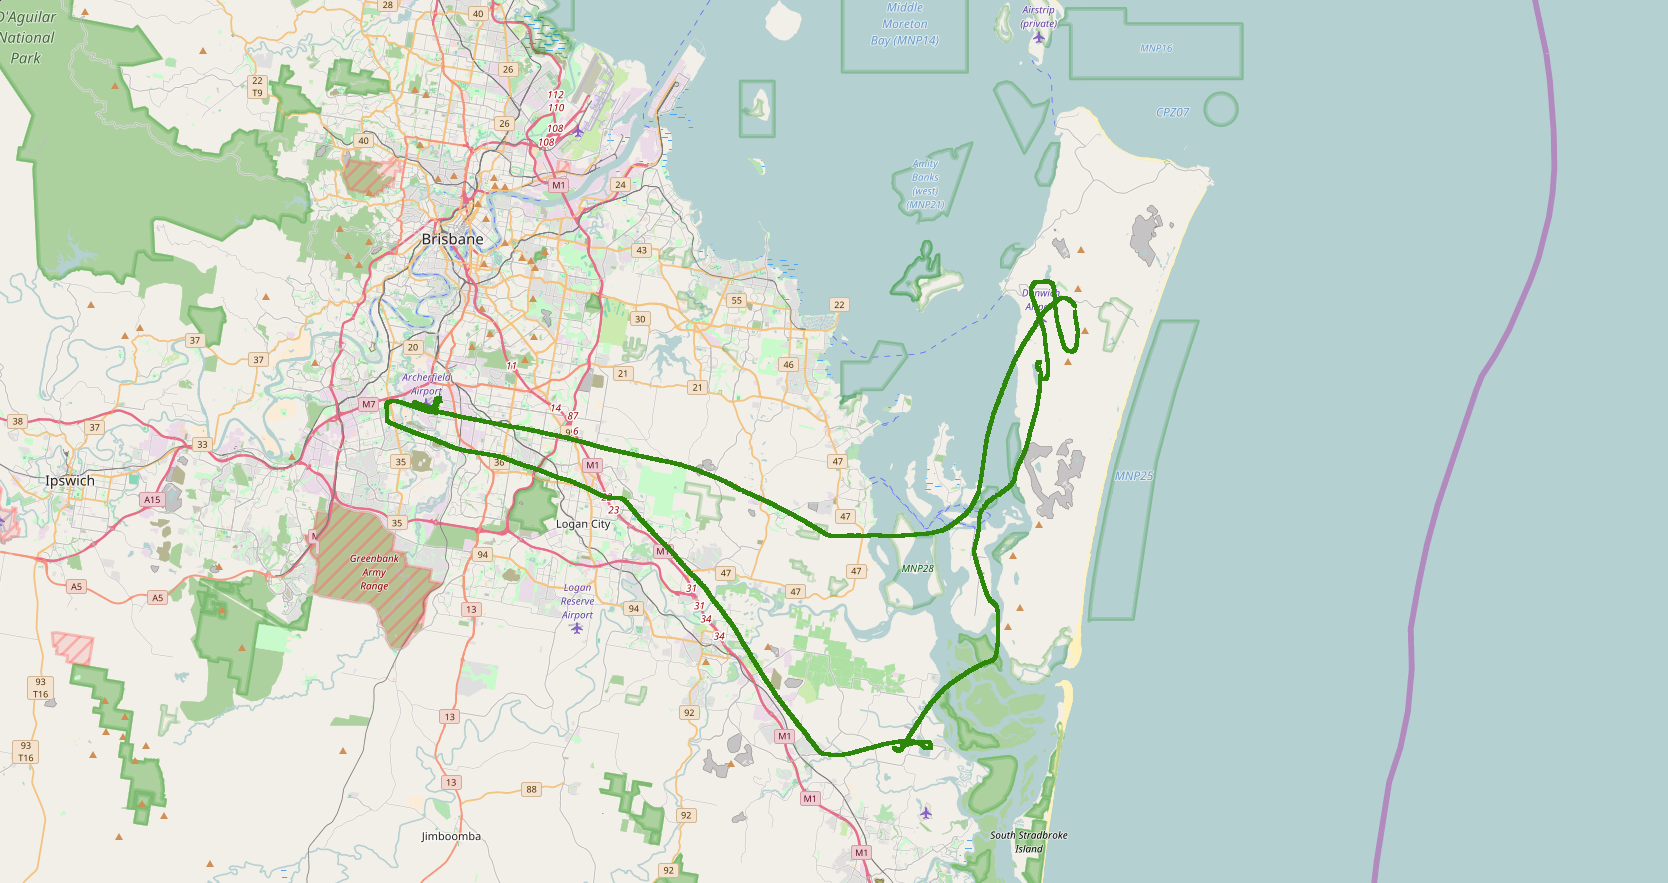 D'Aguilar
National
Park
28
40
Airstrip
(private)
Middle
Moreton
Bay (MNP14)
MNP16
26
22
T9
112
110
108
108
CPZ07
26
40
M1
24
Amity
Banks
(west)
(MNP21)
Brisbane
43
55
22
30
37
37
37
20
11
46
21
21
Archerfield
Airport
M7
14
87
6
38
37
33
35
36
M1
47
MNP25
Ipswich
A15
23
47
Logan City
35
M1
47
47
94
Greenbank
Army
Range
MNP28
A5
A5
Logan
Reserve
Airport
47
31
31
34
34
13
94
93
T16
92
13
M1
93
T16
13
88
M1
92
Jimboomba
South Stradbroke
Island
M1
92